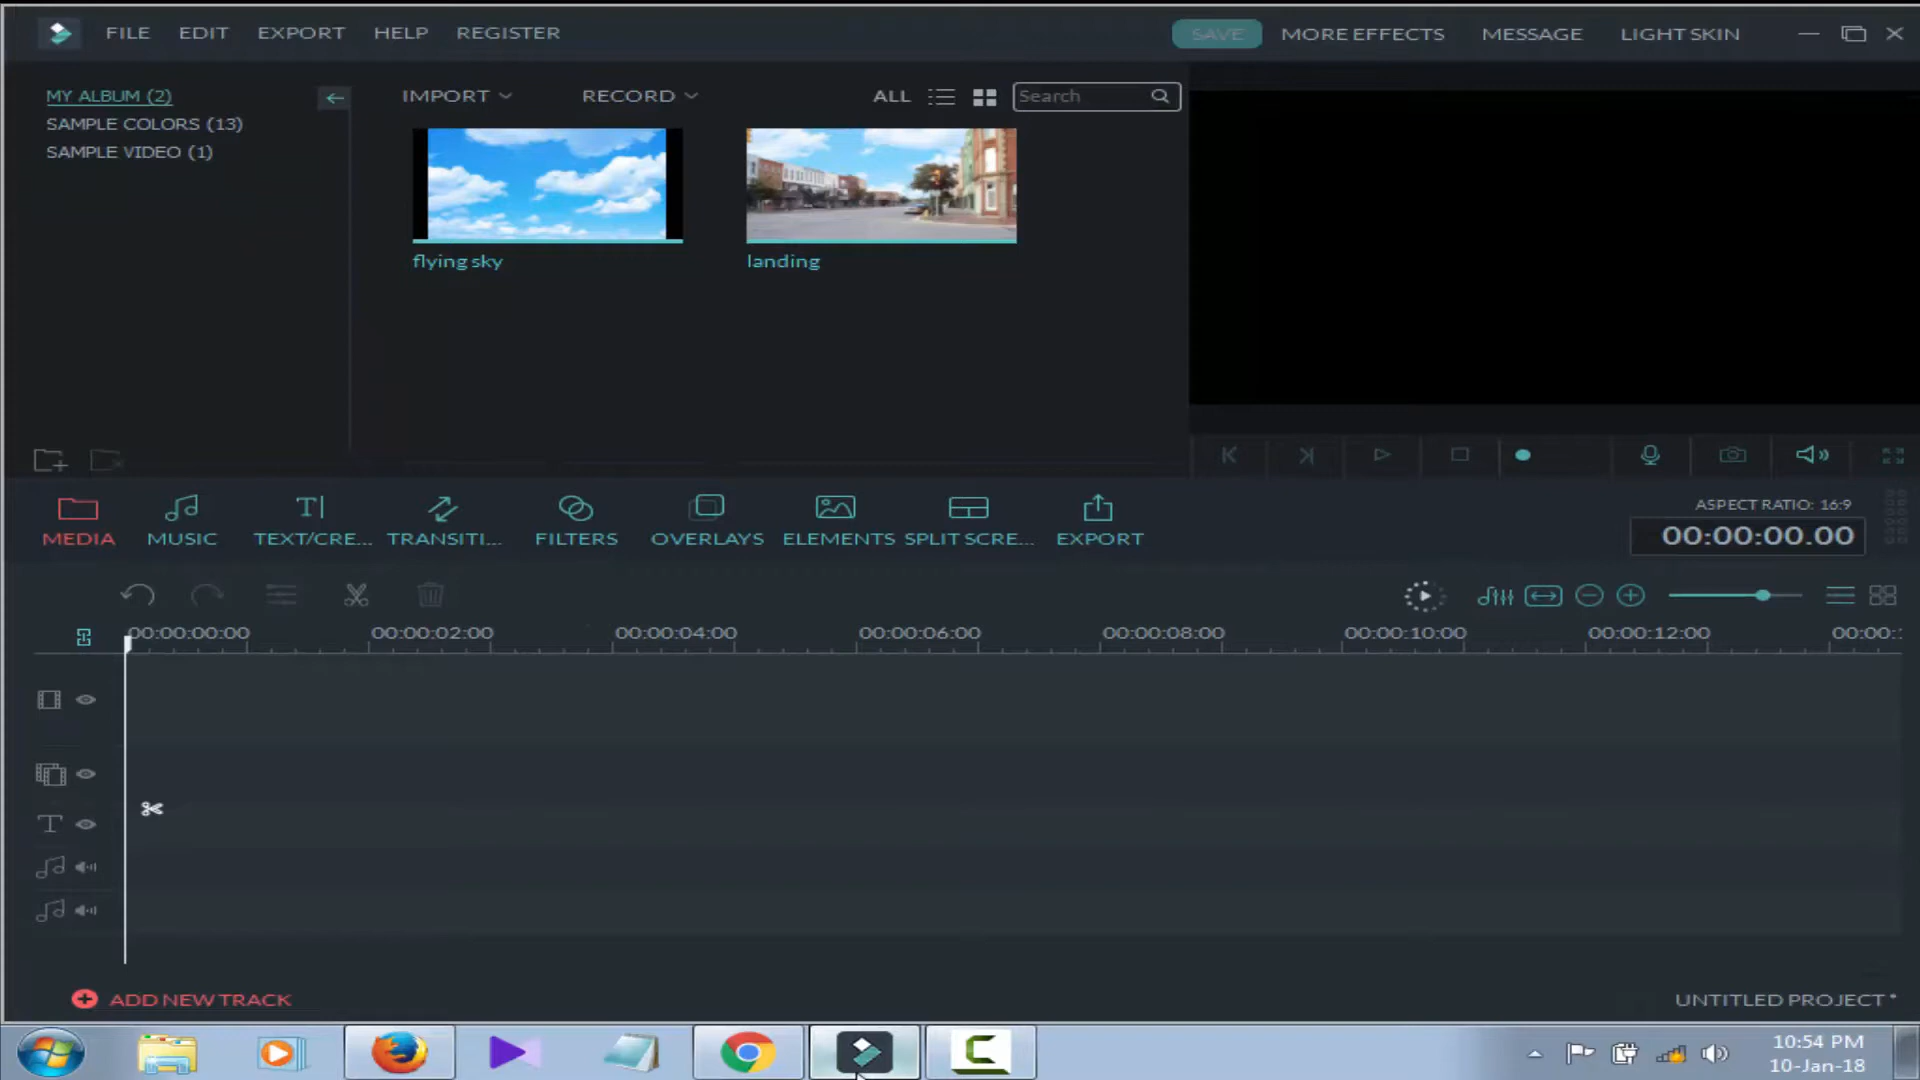 FILE EDIT EXPORT HELP REGISTER SAVE MORE EFFECTS MESSAGE LIGHT SKIN
MY ALBUM (2)
SAMPLE COLORS (13)
SAMPLE VIDEO (1)
IMPORT RECORD ALL Search
flying sky landing
MEDIA MUSIC TEXT/CRE... TRANSITI... FILTERS OVERLAYS ELEMENTS SPLIT SCRE... EXPORT
ASPECT RATIO: 16:9
00:00:00.00
00:00:00:00 00:00:02:00 00:00:04:00 00:00:06:00 00:00:08:00 00:00:10:00 00:00:12:00 00:00:
ADD NEW TRACK
UNTITLED PROJECT *
10:54 PM
10-Jan-18